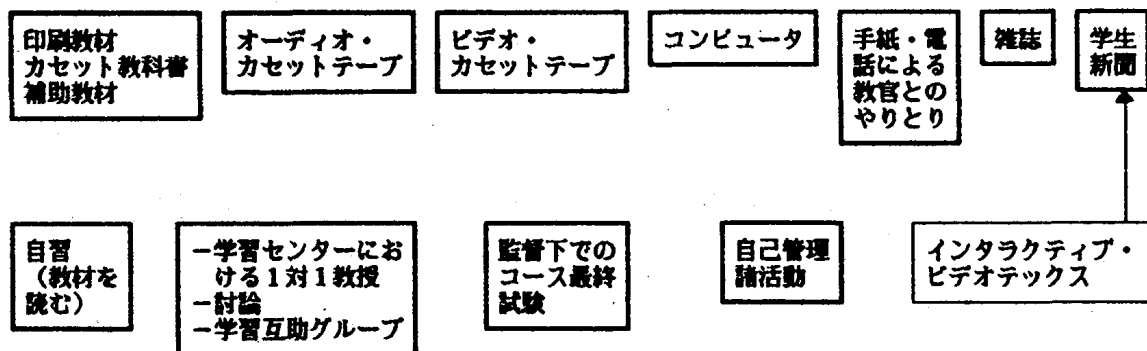 印刷教材
カセット教科書
補助教材
オーディオ・
カセットテープ
ビデオ・
カセットテープ
コンピュータ
手紙・電
話による
教官との
やりとり
雑誌
学生
新聞
自習
(教材を
読む)
－学習センターにお
ける1対1教授
－討論
－学習互助グループ
監督下での
コース最終
試験
自己管理
諸活動
インタラクティブ・
ビデオテックス